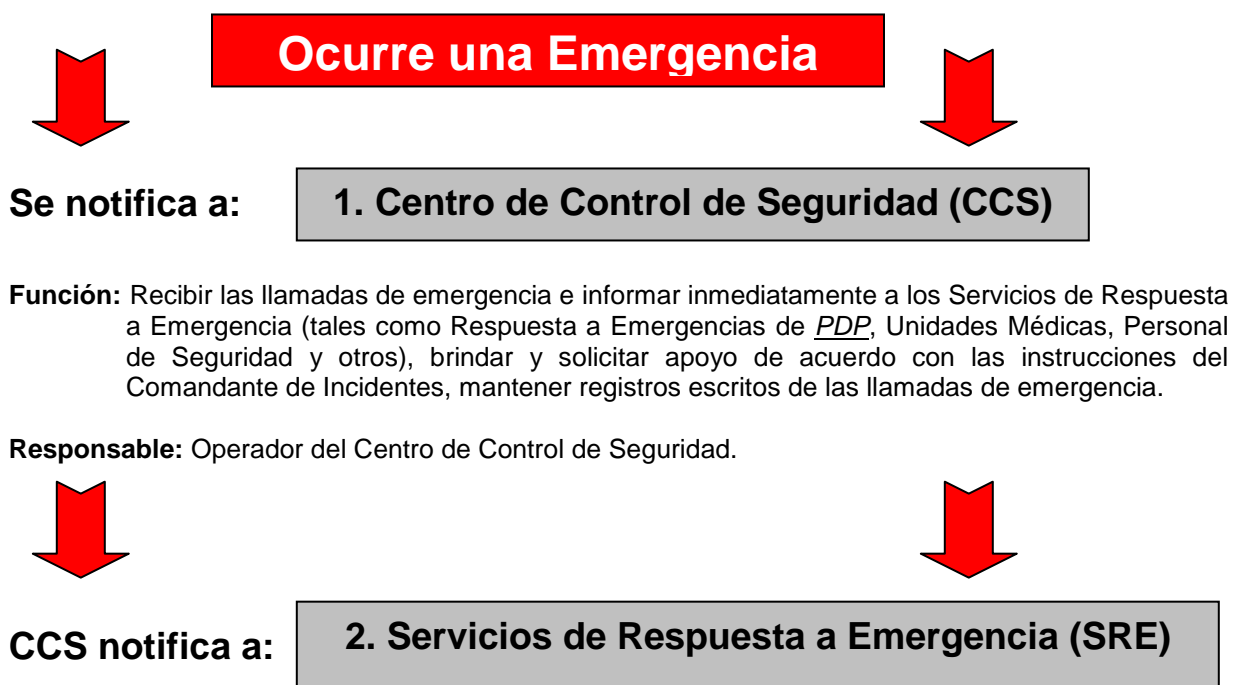 Ocurre una Emergencia
Se notifica a:
1. Centro de Control de Seguridad (CCS)
Función: Recibir las llamadas de emergencia e informar inmediatamente a los Servicios de Respuesta
a Emergencia (tales como Respuesta a Emergencias de PDP, Unidades Médicas, Personal
de Seguridad y otros), brindar y solicitar apoyo de acuerdo con las instrucciones del
Comandante de Incidentes, mantener registros escritos de las llamadas de emergencia.
Responsable: Operador del Centro de Control de Seguridad.
CCS notifica a:
2. Servicios de Respuesta a Emergencia (SRE)